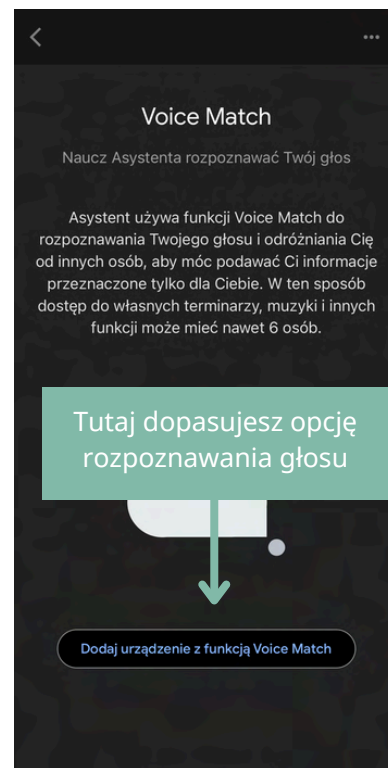 Voice Match
Naucz Asystenta rozpoznawać Twój głos
Asystent używa funkcji Voice Match do
rozpoznawania Twojego głosu i odróżniania Cię
od innych osób, aby móc podawać Ci informacje
przeznaczone tylko dla Ciebie. W ten sposób
dostęp do własnych terminarzy, muzyki i innych
funkcji może mieć nawet 6 osób.
Tutaj dopasujesz opcję
rozpoznawania głosu
Dodaj urządzenie z funkcją Voice Match